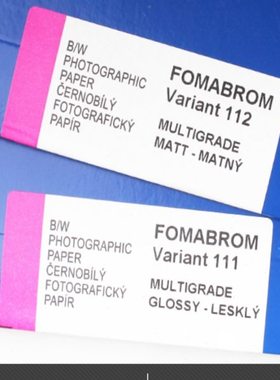 B/W
PHOTOGRAPHIC
PAPER
ČERNOBÍLÝ
FOTOGRAFICKÝ
PAPÍR
FOMABROM
Variant 112
MULTIGRADE
MATT - MATNÝ
B/W
PHOTOGRAPHIC
PAPER
ČERNOBÍLÝ
FOTOGRAFICKÝ
PAPÍR
FOMABROM
Variant 111
MULTIGRADE
GLOSSY - LESKLÝ